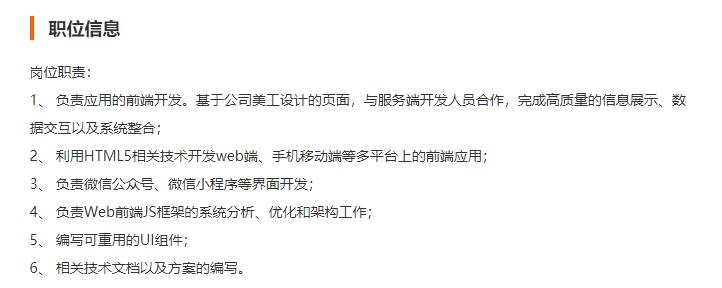 职位信息
岗位职责：
1、 负责应用的前端开发。基于公司美工设计的页面，与服务端开发人员合作，完成高质量的信息展示、数
据交互以及系统整合；
2、 利用HTML5相关技术开发web端、手机移动端等多平台上的前端应用；
3、 负责微信公众号、微信小程序等界面开发；
4、 负责Web前端JS框架的系统分析、优化和架构工作；
5、 编写可重用的UI组件；
6、 相关技术文档以及方案的编写。